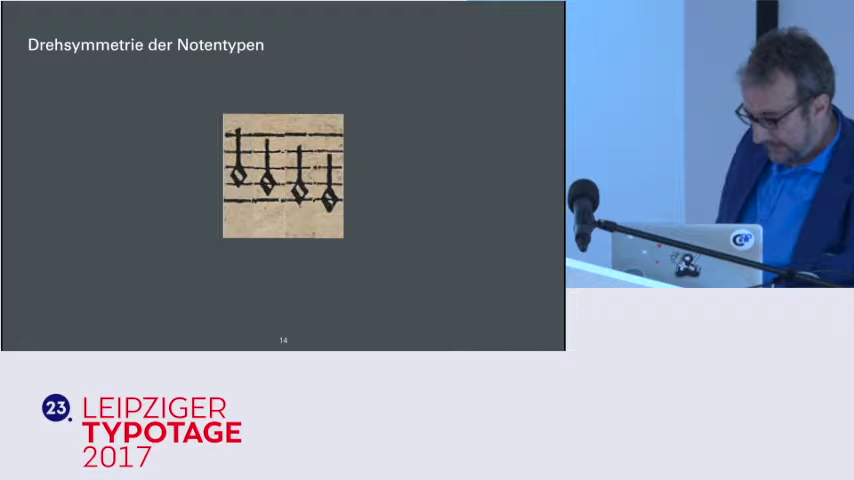 Drehsymmetrie der Notentypen
14
23.
LEIPZIGER
TYPOTAGE
2017